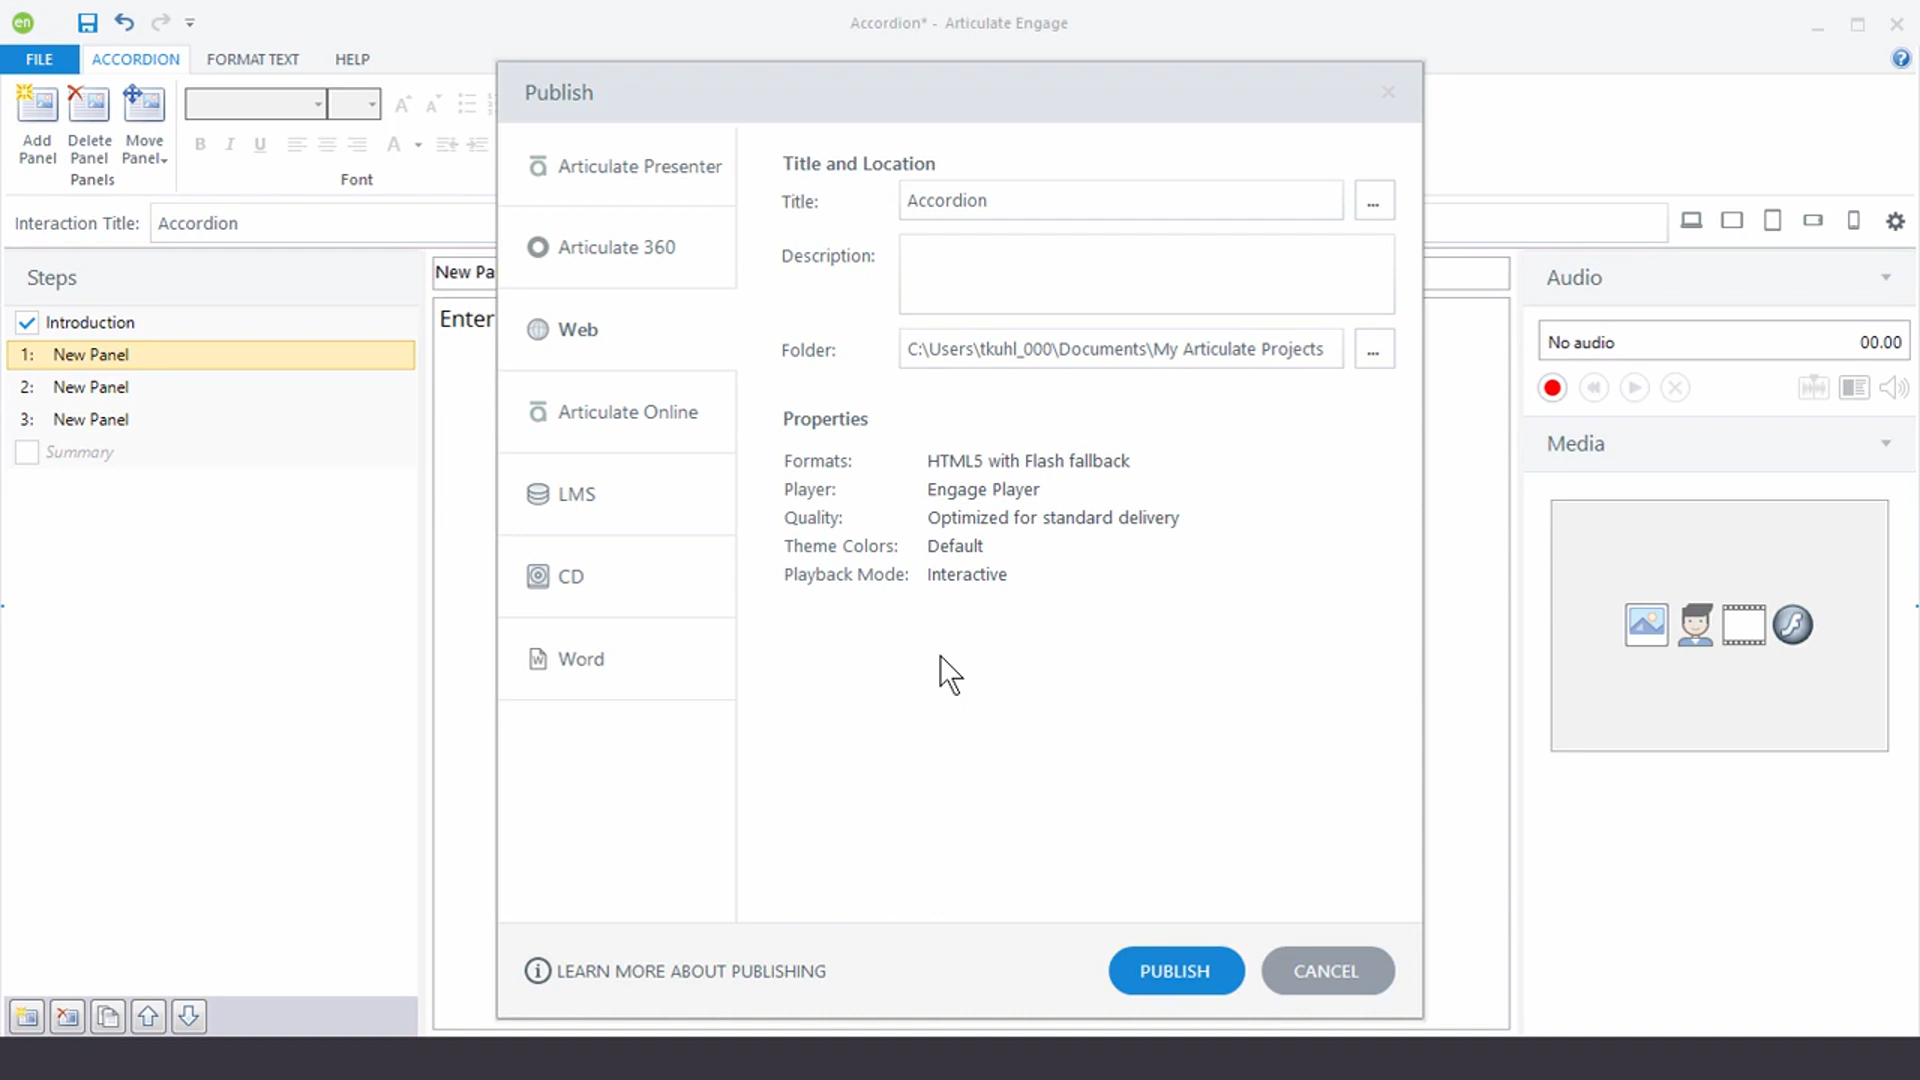 en
Accordion* - Articulate Engage
FILE
ACCORDION
FORMAT TEXT
HELP
Add Panel
Delete Panel
Move Panel
Panels
B I U
A
Font
Interaction Title:
Accordion
Steps
Introduction
1: New Panel
2: New Panel
3: New Panel
Summary
New Pa
Enter
Publish
Articulate Presenter
Articulate 360
Web
Articulate Online
LMS
CD
Word
Title and Location
Title:
Accordion
...
Description:
Folder:
C:\Users\tkuhl_000\Documents\My Articulate Projects
...
Properties
Formats: HTML5 with Flash fallback
Player: Engage Player
Quality: Optimized for standard delivery
Theme Colors: Default
Playback Mode: Interactive
LEARN MORE ABOUT PUBLISHING
PUBLISH
CANCEL
Audio
No audio 00.00
Media